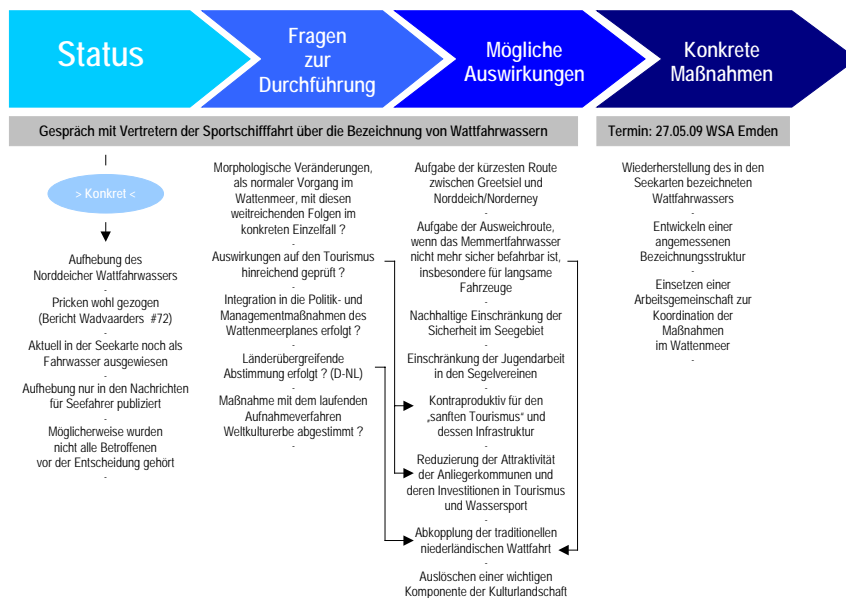 Status
Fragen
zur
Durchführung
Mögliche
Auswirkungen
Konkrete
Maßnahmen
Gespräch mit Vertretern der Sportschifffahrt über die Bezeichnung von Wattfahrwassern
Termin: 27.05.09 WSA Emden
> Konkret <
Aufhebung des
Norddeicher Wattfahrwassers
-
Pricken wohl gezogen
(Bericht Wadvaarders #72)
-
Aktuell in der Seekarte noch als
Fahrwasser ausgewiesen
-
Aufhebung nur in den Nachrichten
für Seefahrer publiziert
-
Möglicherweise wurden
nicht alle Betroffenen
vor der Entscheidung gehört
-
Morphologische Veränderungen,
als normaler Vorgang im
Wattenmeer, mit diesen
weitreichenden Folgen im
konkreten Einzelfall ?
-
Auswirkungen auf den Tourismus
hinreichend geprüft ?
-
Integration in die Politik- und
Managementmaßnahmen des
Wattenmeerplanes erfolgt ?
-
Länderübergreifende
Abstimmung erfolgt ? (D-NL)
-
Maßnahme mit dem laufenden
Aufnahmeverfahren
Weltkulturerbe abgestimmt ?
-
Aufgabe der kürzesten Route
zwischen Greetsiel und
Norddeich/Norderney
-
Aufgabe der Ausweichroute,
wenn das Memmertfahrwasser
nicht mehr sicher befahrbar ist,
insbesondere für langsame
Fahrzeuge
-
Nachhaltige Einschränkung der
Sicherheit im Seegebiet
-
Einschränkung der Jugendarbeit
in den Segelvereinen
-
Kontraproduktiv für den
„sanften Tourismus“ und
dessen Infrastruktur
-
Reduzierung der Attraktivität
der Anliegerkommunen und
deren Investitionen in Tourismus
und Wassersport
-
Abkopplung der traditionellen
niederländischen Wattfahrt
-
Auslöschen einer wichtigen
Komponente der Kulturlandschaft
Wiederherstellung des in den
Seekarten bezeichneten
Wattfahrwassers
-
Entwickeln einer
angemessenen
Bezeichnungsstruktur
-
Einsetzen einer
Arbeitsgemeinschaft zur
Koordination der
Maßnahmen
im Wattenmeer
-